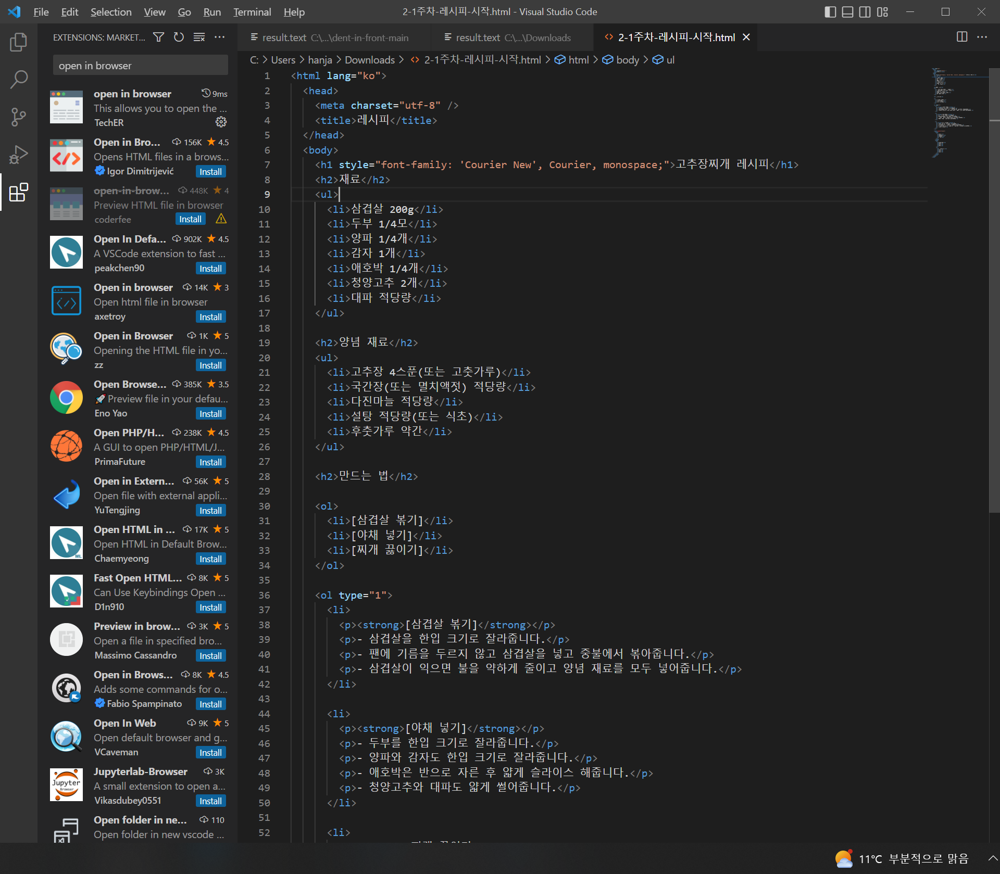 File Edit Selection View Go Run Terminal Help
2-1주차-레시피-시작.html - Visual Studio Code
EXTENSIONS: MARKET...
open in browser
open in browser 9ms
This allows you to open the ...
TechER
Open in Bro... 156K 4.5
Opens HTML files in a brows...
Igor Dimitrijević Install
open-in-brow... 448K 4
Preview HTML file in browser
coderfee Install
Open In Defa... 902K 4.5
A VSCode extension to fast ...
peakchen90 Install
Open in browser 14K 3
Open html file in browser
axetroy Install
Open in Browser 1K 5
Opening the HTML file in yo...
zz Install
Open Browse... 385K 3.5
🚀Preview file in your defau...
Eno Yao Install
Open PHP/H... 238K 4.5
A GUI to open PHP/HTML/J...
PrimaFuture Install
Open in Extern... 56K 5
Open file with external appli...
YuTengjing Install
Open HTML in ... 17K 5
Open HTML in Default Brow...
Chaemyeong Install
Fast Open HTML... 8K 5
Can Use Keybindings Open ...
D1n910 Install
Preview in brow... 3K 5
Open a file in specified bro...
Massimo Cassandro Install
Open in Brows... 8K 4.5
Adds some commands for o...
Fabio Spampinato Install
Open In Web 9K 5
Open default browser and g...
VCaveman Install
Jupyter
Browser
Jupyterlab-Browser 3K
A small extension to open a...
Vikasdubey0551 Install
Open folder in ne... 110
Open folder in new vscode ...
result.text C:\...\dent-in-front-main result.text C:\...\Downloads 2-1주차-레시피-시작.html
C: > Users > hanja > Downloads > 2-1주차-레시피-시작.html > html > body > ul
1 <html lang="ko">
2 <head>
3 <meta charset="utf-8" />
4 <title>레시피</title>
5 </head>
6 <body>
7 <h1 style="font-family: 'Courier New', Courier, monospace;">고추장찌개 레시피</h1>
8 <h2>재료</h2>
9 <ul>
10 <li>삼겹살 200g</li>
11 <li>두부 1/4모</li>
12 <li>양파 1/4개</li>
13 <li>감자 1개</li>
14 <li>애호박 1/4개</li>
15 <li>청양고추 2개</li>
16 <li>대파 적당량</li>
17 </ul>
18
19 <h2>양념 재료</h2>
20 <ul>
21 <li>고추장 4스푼(또는 고춧가루)</li>
22 <li>국간장(또는 멸치액젓) 적당량</li>
23 <li>다진마늘 적당량</li>
24 <li>설탕 적당량(또는 식초)</li>
25 <li>후춧가루 약간</li>
26 </ul>
27
28 <h2>만드는 법</h2>
29
30 <ol>
31 <li>[삼겹살 볶기]</li>
32 <li>[야채 넣기]</li>
33 <li>[찌개 끓이기]</li>
34 </ol>
35
36 <ol type="1">
37 <li>
38 <p><strong>[삼겹살 볶기]</strong></p>
39 <p>- 삼겹살을 한입 크기로 잘라줍니다.</p>
40 <p>- 팬에 기름을 두르지 않고 삼겹살을 넣고 중불에서 볶아줍니다.</p>
41 <p>- 삼겹살이 익으면 불을 약하게 줄이고 양념 재료를 모두 넣어줍니다.</p>
42 </li>
43
44 <li>
45 <p><strong>[야채 넣기]</strong></p>
46 <p>- 두부를 한입 크기로 잘라줍니다.</p>
47 <p>- 양파와 감자도 한입 크기로 잘라줍니다.</p>
48 <p>- 애호박은 반으로 자른 후 얇게 슬라이스 해줍니다.</p>
49 <p>- 청양고추와 대파도 얇게 썰어줍니다.</p>
50 </li>
51
52 <li>
11°C 부분적으로 맑음